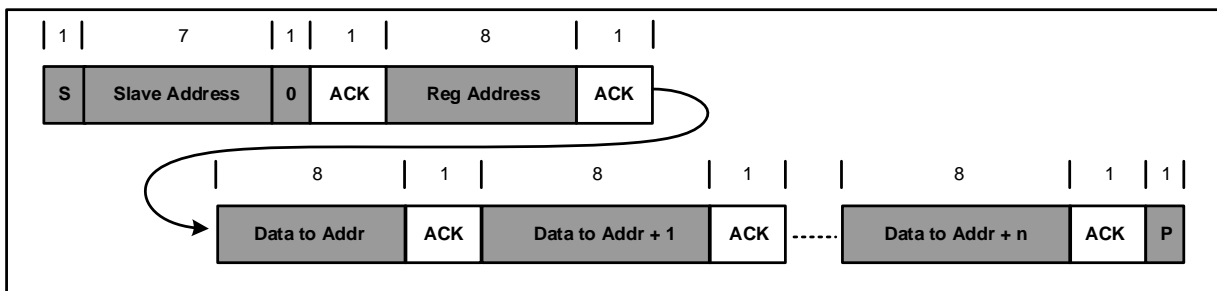 1 7 1 1 8 1
S Slave Address 0 ACK Reg Address ACK
8 1 8 1 8 1 1
Data to Addr ACK Data to Addr + 1 ACK Data to Addr + n ACK P